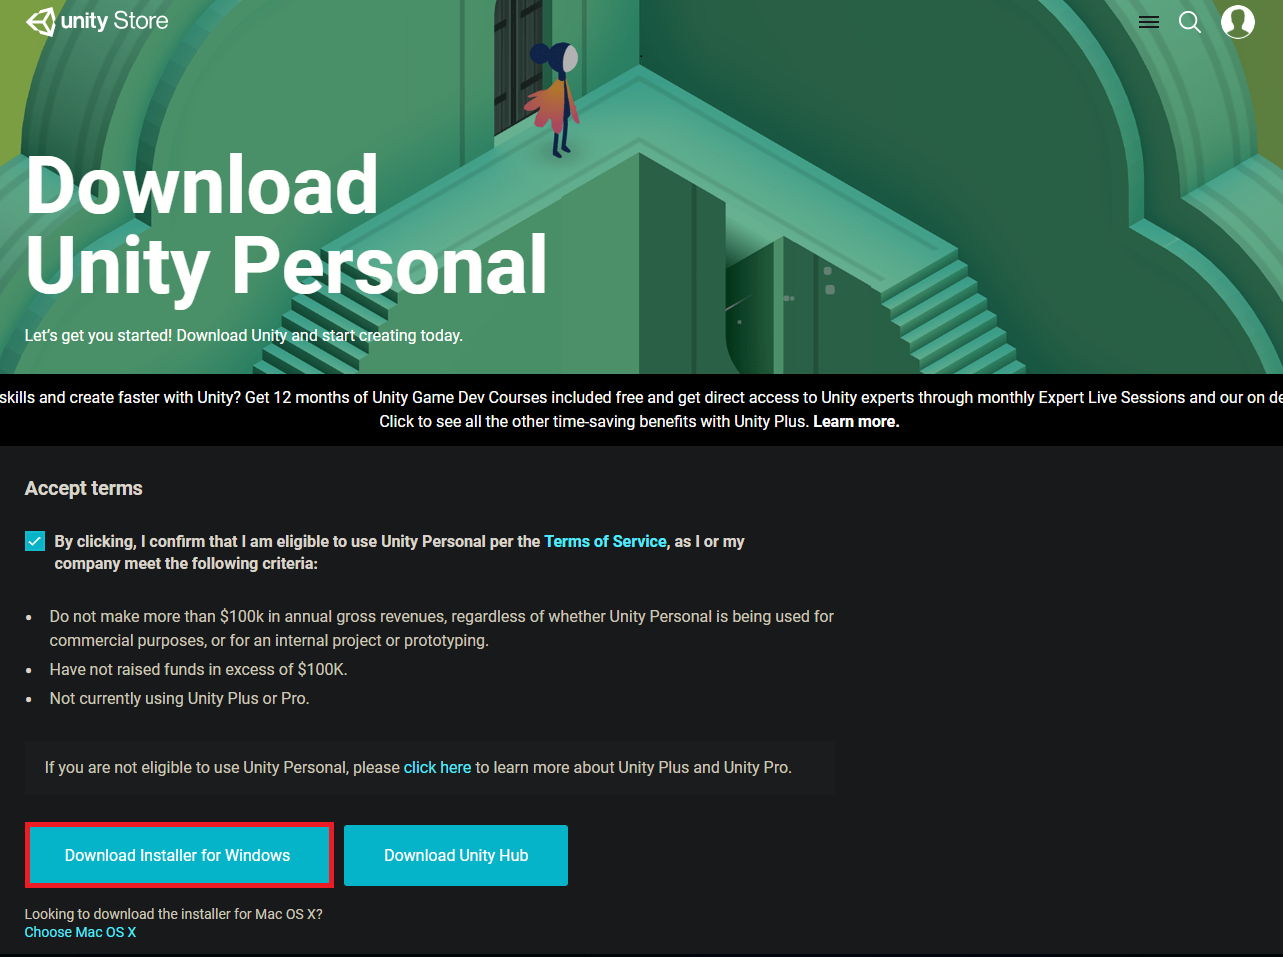 unity Store
Download
Unity Personal
Let's get you started! Download Unity and start creating today.
skills and create faster with Unity? Get 12 months of Unity Game Dev Courses included free and get direct access to Unity experts through monthly Expert Live Sessions and our on de
Click to see all the other time-saving benefits with Unity Plus. Learn more.
Accept terms
By clicking, I confirm that I am eligible to use Unity Personal per the Terms of Service, as I or my
company meet the following criteria:
Do not make more than $100k in annual gross revenues, regardless of whether Unity Personal is being used for
commercial purposes, or for an internal project or prototyping.
Have not raised funds in excess of $100K.
Not currently using Unity Plus or Pro.
If you are not eligible to use Unity Personal, please click here to learn more about Unity Plus and Unity Pro.
Download Installer for Windows
Download Unity Hub
Looking to download the installer for Mac OS X?
Choose Mac OS X